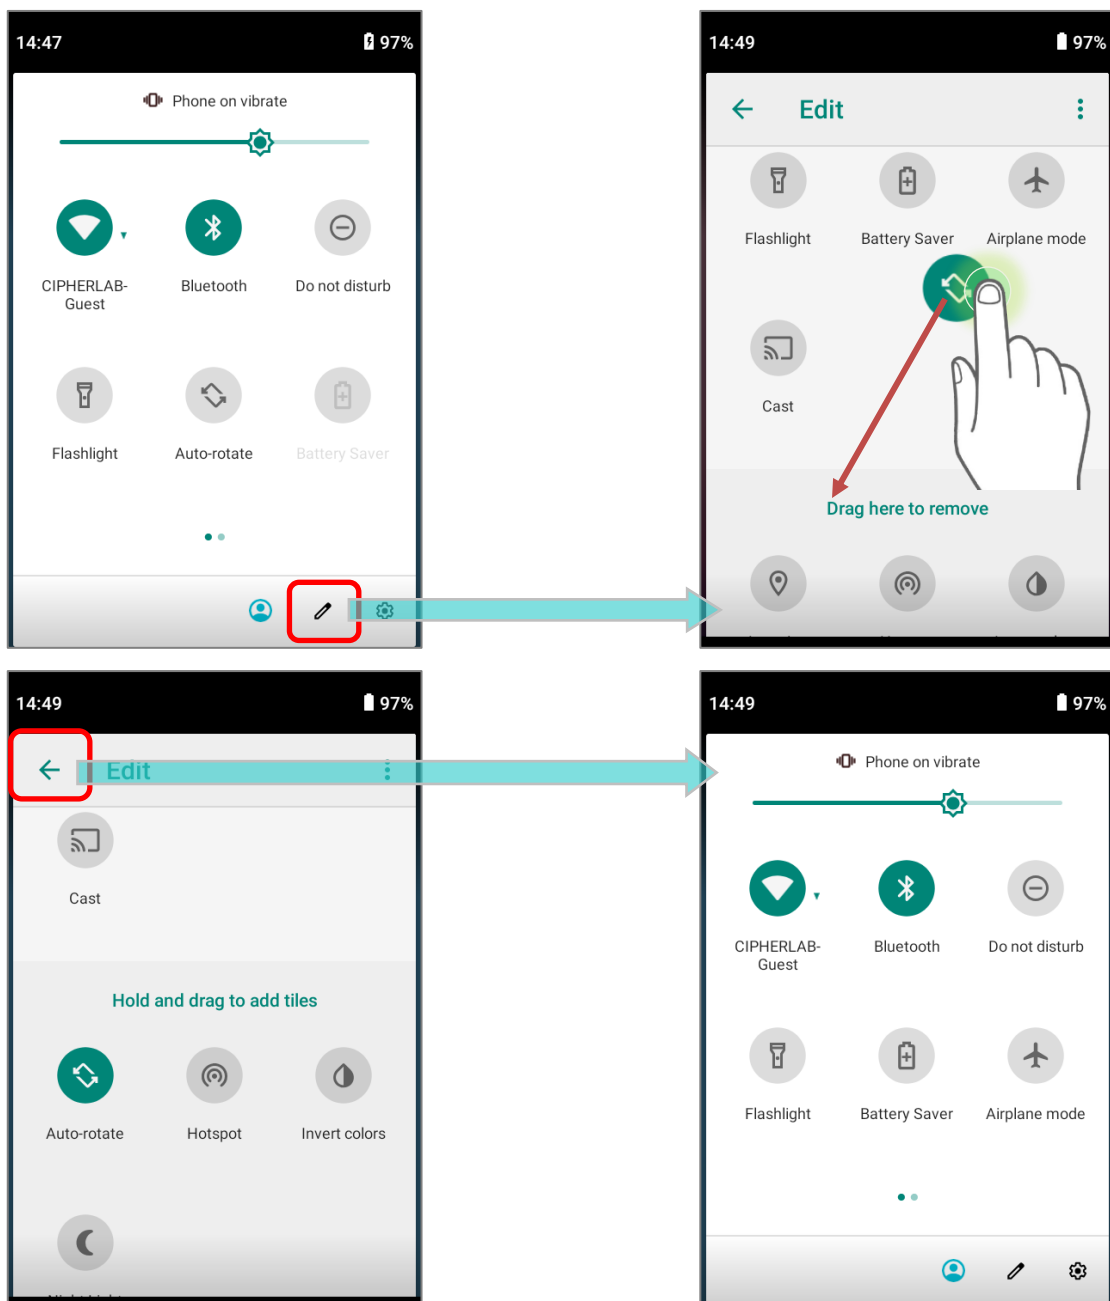 14:47
97%
Phone on vibrate
CIPHERLAB-
Guest
Bluetooth
Do not disturb
Flashlight
Auto-rotate
Battery Saver
14:49
97%
Edit
Flashlight
Battery Saver
Airplane mode
Cast
Drag here to remove
14:49
97%
Edit
Cast
Hold and drag to add tiles
Auto-rotate
Hotspot
Invert colors
14:49
97%
Phone on vibrate
CIPHERLAB-
Guest
Bluetooth
Do not disturb
Flashlight
Battery Saver
Airplane mode